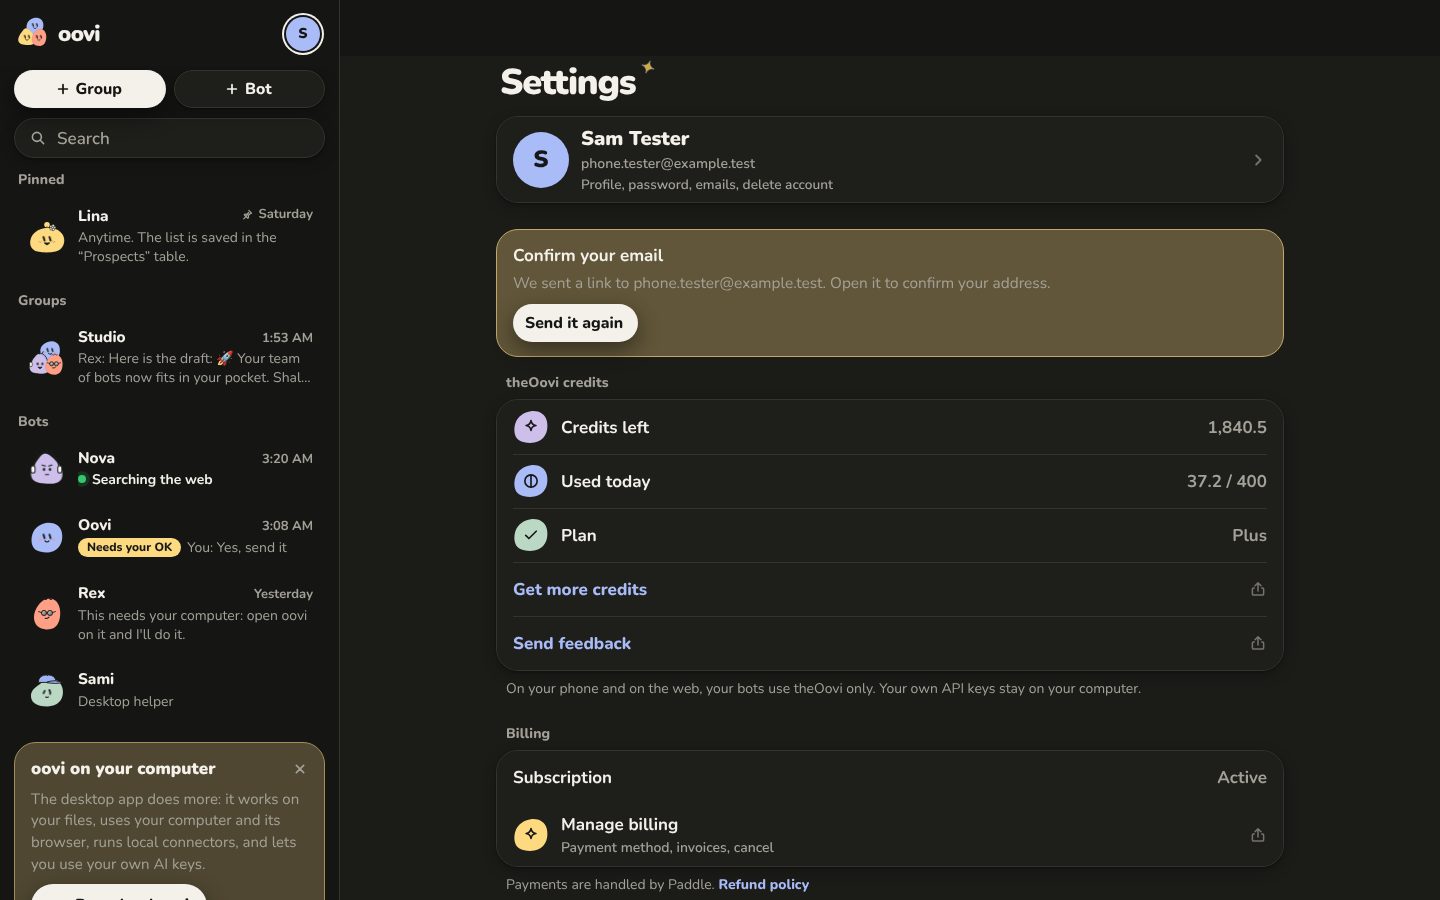 oovi
S
+ Group
+ Bot
Search
Pinned
Lina
Saturday
Anytime. The list is saved in the
“Prospects” table.
Groups
Studio
1:53 AM
Rex: Here is the draft: 🚀 Your team
of bots now fits in your pocket. Shal...
Bots
Nova
3:20 AM
Searching the web
Oovi
3:08 AM
Needs your OK You: Yes, send it
Rex
Yesterday
This needs your computer: open oovi
on it and I'll do it.
Sami
Desktop helper
oovi on your computer
The desktop app does more: it works on
your files, uses your computer and its
browser, runs local connectors, and lets
you use your own AI keys.
Settings
S
Sam Tester
phone.tester@example.test
Profile, password, emails, delete account
Confirm your email
We sent a link to phone.tester@example.test. Open it to confirm your address.
Send it again
theOovi credits
Credits left
1,840.5
Used today
37.2 / 400
Plan
Plus
Get more credits
Send feedback
On your phone and on the web, your bots use theOovi only. Your own API keys stay on your computer.
Billing
Subscription
Active
Manage billing
Payment method, invoices, cancel
Payments are handled by Paddle. Refund policy